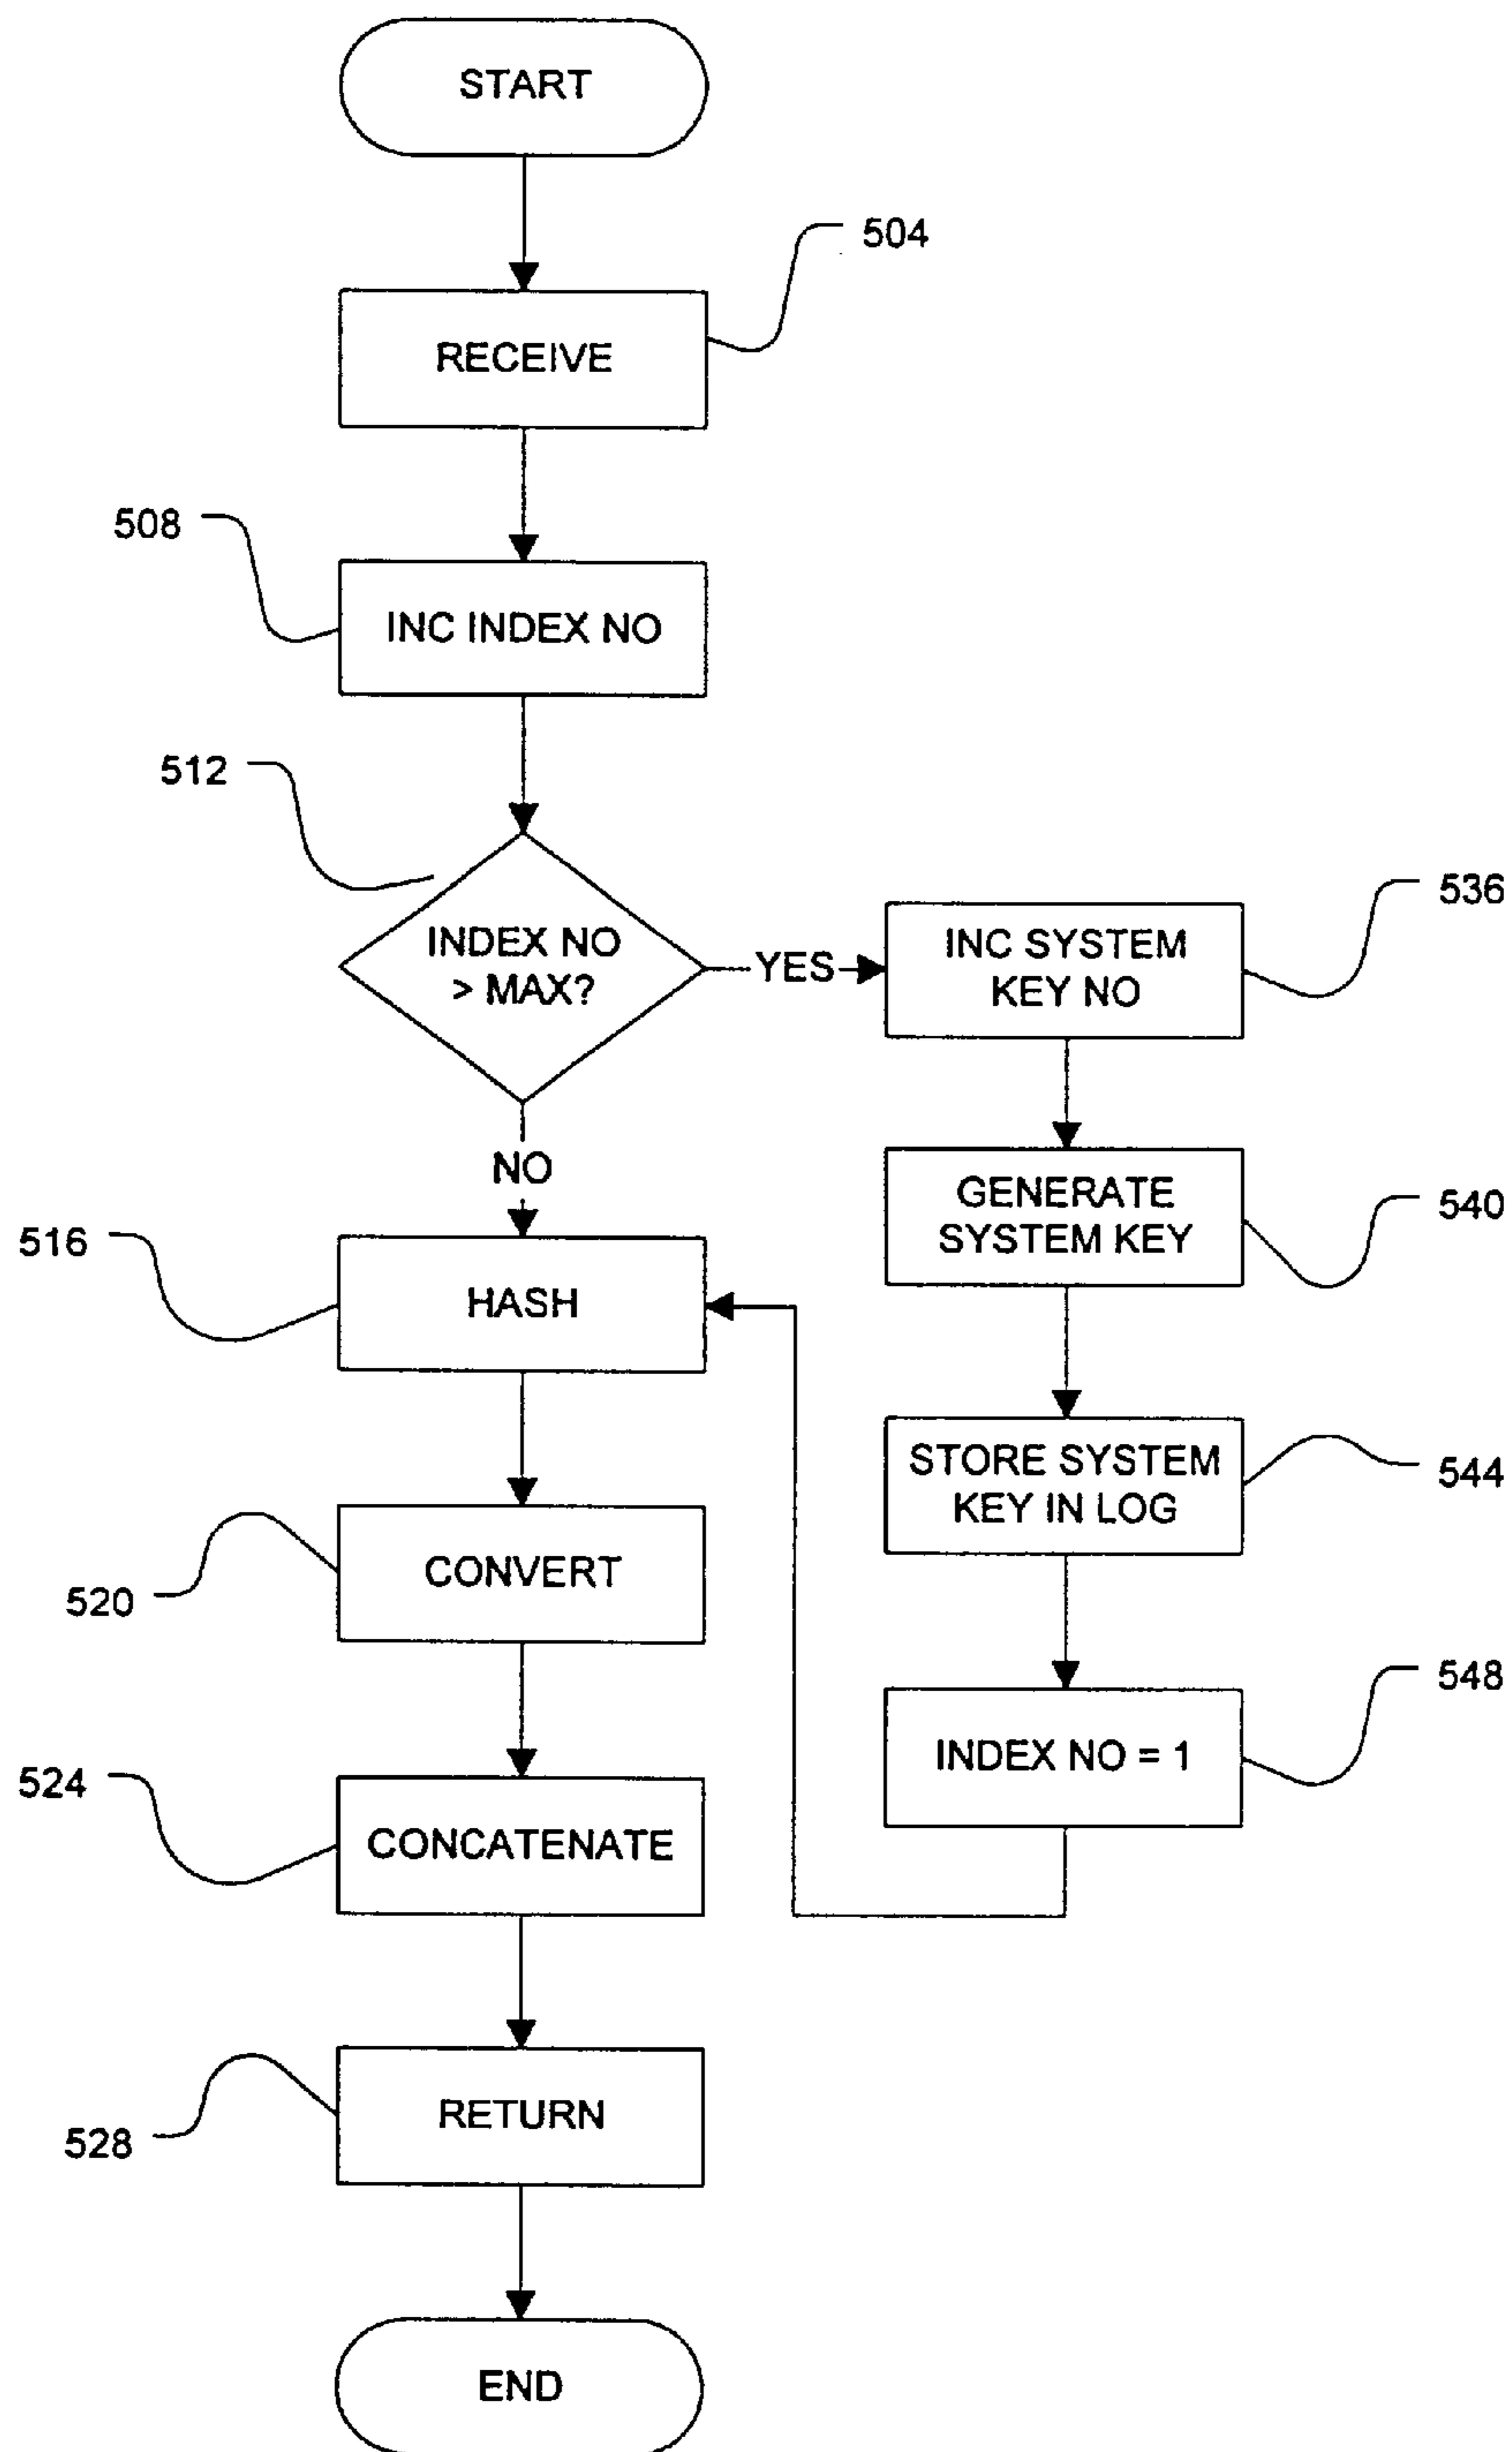 START
504
RECEIVE
508
INC INDEX NO
512
INDEX NO
> MAX?
YES
536
INC SYSTEM
KEY NO
NO
540
GENERATE
SYSTEM KEY
516
HASH
544
STORE SYSTEM
KEY IN LOG
520
CONVERT
548
INDEX NO = 1
524
CONCATENATE
528
RETURN
END